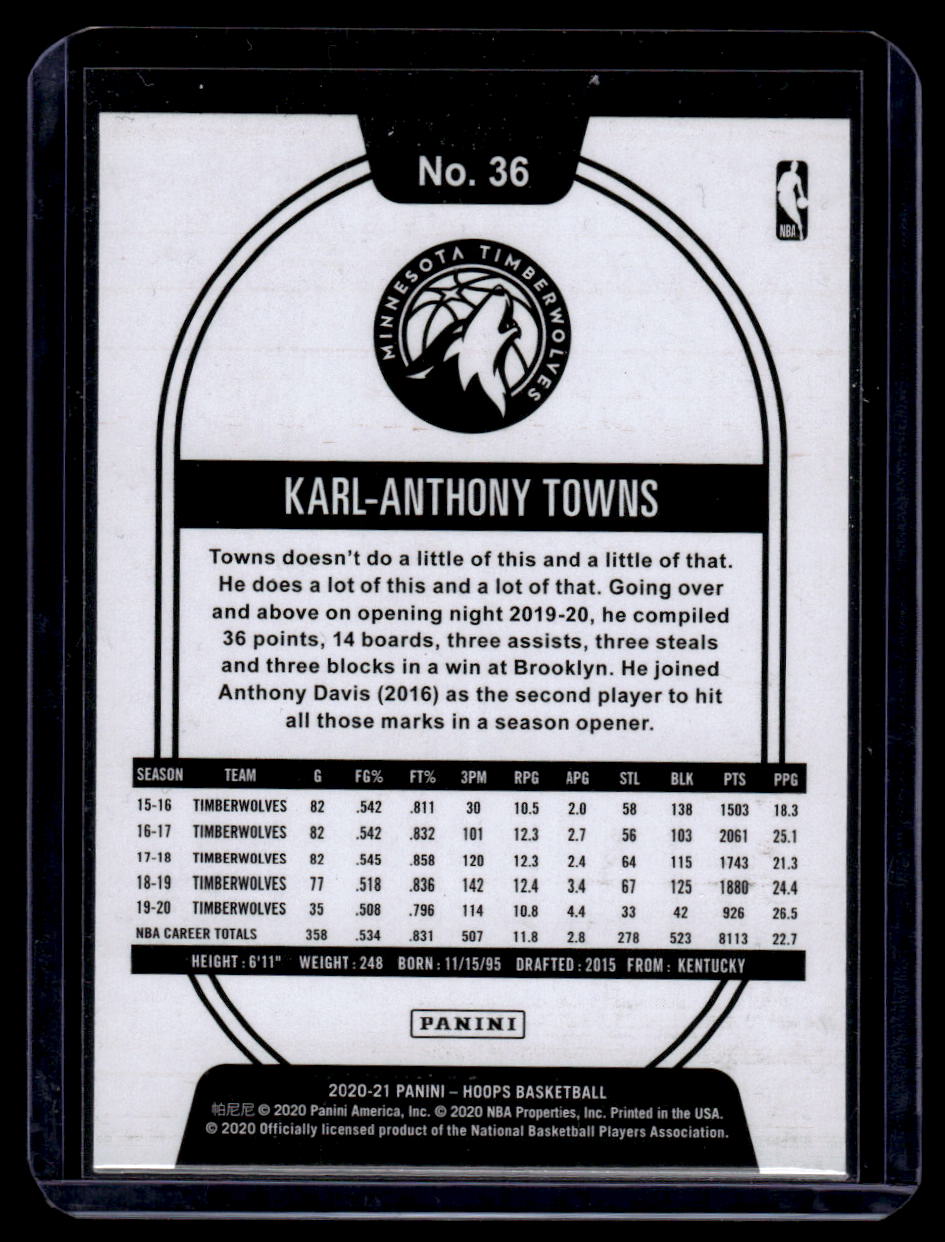 No. 36
NBA
MINNESOTA TIMBERWOLVES
KARL-ANTHONY TOWNS
Towns doesn't do a little of this and a little of that.
He does a lot of this and a lot of that. Going over
and above on opening night 2019-20, he compiled
36 points, 14 boards, three assists, three steals
and three blocks in a win at Brooklyn. He joined
Anthony Davis (2016) as the second player to hit
all those marks in a season opener.
SEASON TEAM G FG% FT% 3PM RPG APG STL BLK PTS PPG
15-16 TIMBERWOLVES 82 .542 .811 30 10.5 2.0 58 138 1503 18.3
16-17 TIMBERWOLVES 82 .542 .832 101 12.3 2.7 56 103 2061 25.1
17-18 TIMBERWOLVES 82 .545 .858 120 12.3 2.4 64 115 1743 21.3
18-19 TIMBERWOLVES 77 .518 .836 142 12.4 3.4 67 125 1880 24.4
19-20 TIMBERWOLVES 35 .508 .796 114 10.8 4.4 33 42 926 26.5
NBA CAREER TOTALS 358 .534 .831 507 11.8 2.8 278 523 8113 22.7
HEIGHT: 6'11" WEIGHT: 248 BORN: 11/15/95 DRAFTED: 2015 FROM: KENTUCKY
PANINI
2020-21 PANINI – HOOPS BASKETBALL
帕尼尼 © 2020 Panini America, Inc. © 2020 NBA Properties, Inc. Printed in the USA.
© 2020 Officially licensed product of the National Basketball Players Association.